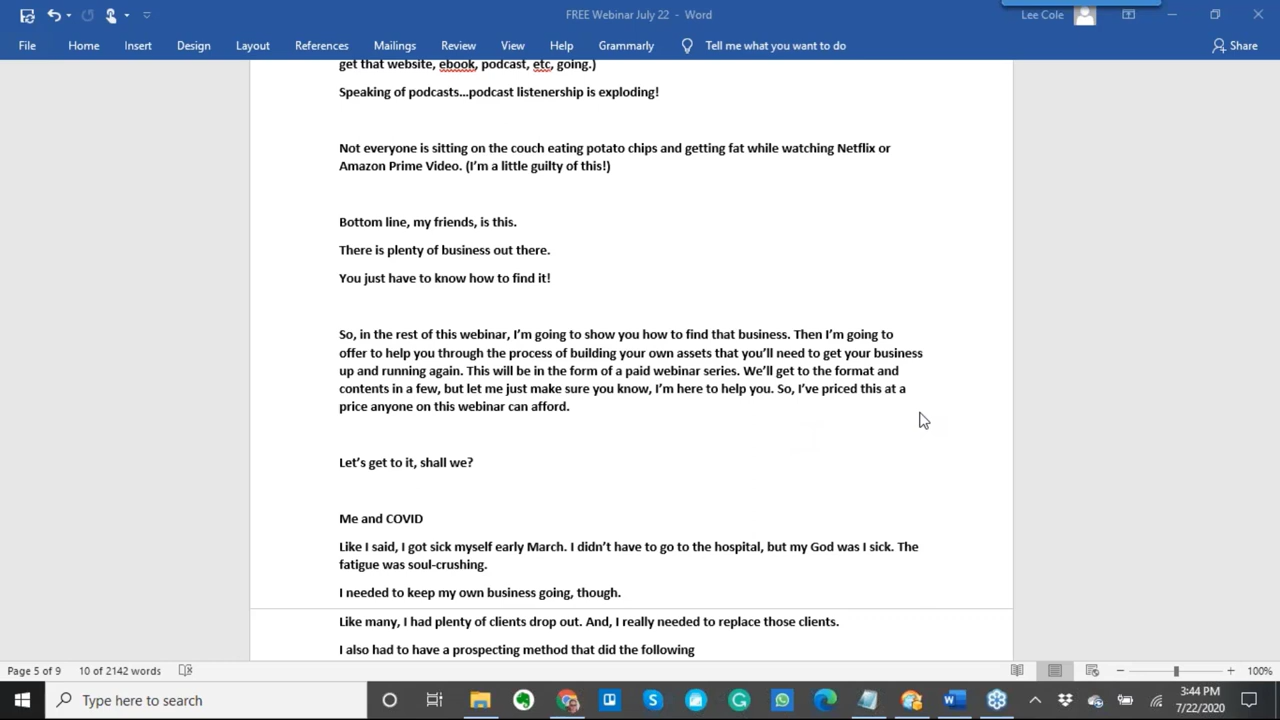 FREE Webinar July 22 - Word
Lee Cole
File Home Insert Design Layout References Mailings Review View Help Grammarly Tell me what you want to do Share
get that website, ebook, podcast, etc, going.)
Speaking of podcasts…podcast listenership is exploding!
Not everyone is sitting on the couch eating potato chips and getting fat while watching Netflix or
Amazon Prime Video. (I’m a little guilty of this!)
Bottom line, my friends, is this.
There is plenty of business out there.
You just have to know how to find it!
So, in the rest of this webinar, I’m going to show you how to find that business. Then I’m going to
offer to help you through the process of building your own assets that you’ll need to get your business
up and running again. This will be in the form of a paid webinar series. We’ll get to the format and
contents in a few, but let me just make sure you know, I’m here to help you. So, I’ve priced this at a
price anyone on this webinar can afford.
Let’s get to it, shall we?
Me and COVID
Like I said, I got sick myself early March. I didn’t have to go to the hospital, but my God was I sick. The
fatigue was soul-crushing.
I needed to keep my own business going, though.
Like many, I had plenty of clients drop out. And, I really needed to replace those clients.
I also had to have a prospecting method that did the following
Page 5 of 9 10 of 2142 words 100%
Type here to search
3:44 PM
7/22/2020